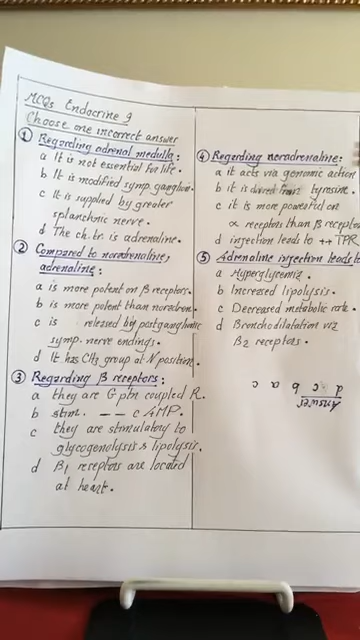 MCQs Endocrine 9
Choose one incorrect answer
① Regarding adrenal medulla:
a It is not essential for life.
b It is modified symp. ganglion.
c It is supplied by greater
splanchnic nerve.
d The ch. tr. is adrenaline.
② Compared to noradrenaline,
adrenaline:
a is more potent on β receptors.
b is more potent than noradren.
c is released by postganglionic
symp. nerve endings.
d It has CH3 group at N position.
③ Regarding β receptors:
a they are G ptn coupled R.
b stim. — — c AMP.
c they are stimulatory to
glycogenolysis & lipolysis.
d β1 receptors are located
at heart.
④ Regarding noradrenaline:
a it acts via genomic action
b it is derived from tyrosine.
c it is more powerful on
α receptors than β receptor
d injection leads to ++ TPR
⑤ Adrenaline injection leads to
a Hyperglycemia.
b Increased lipolysis.
c Decreased metabolic rate.
d Bronchodilatation via
β2 receptors.
Answers
d c b a c